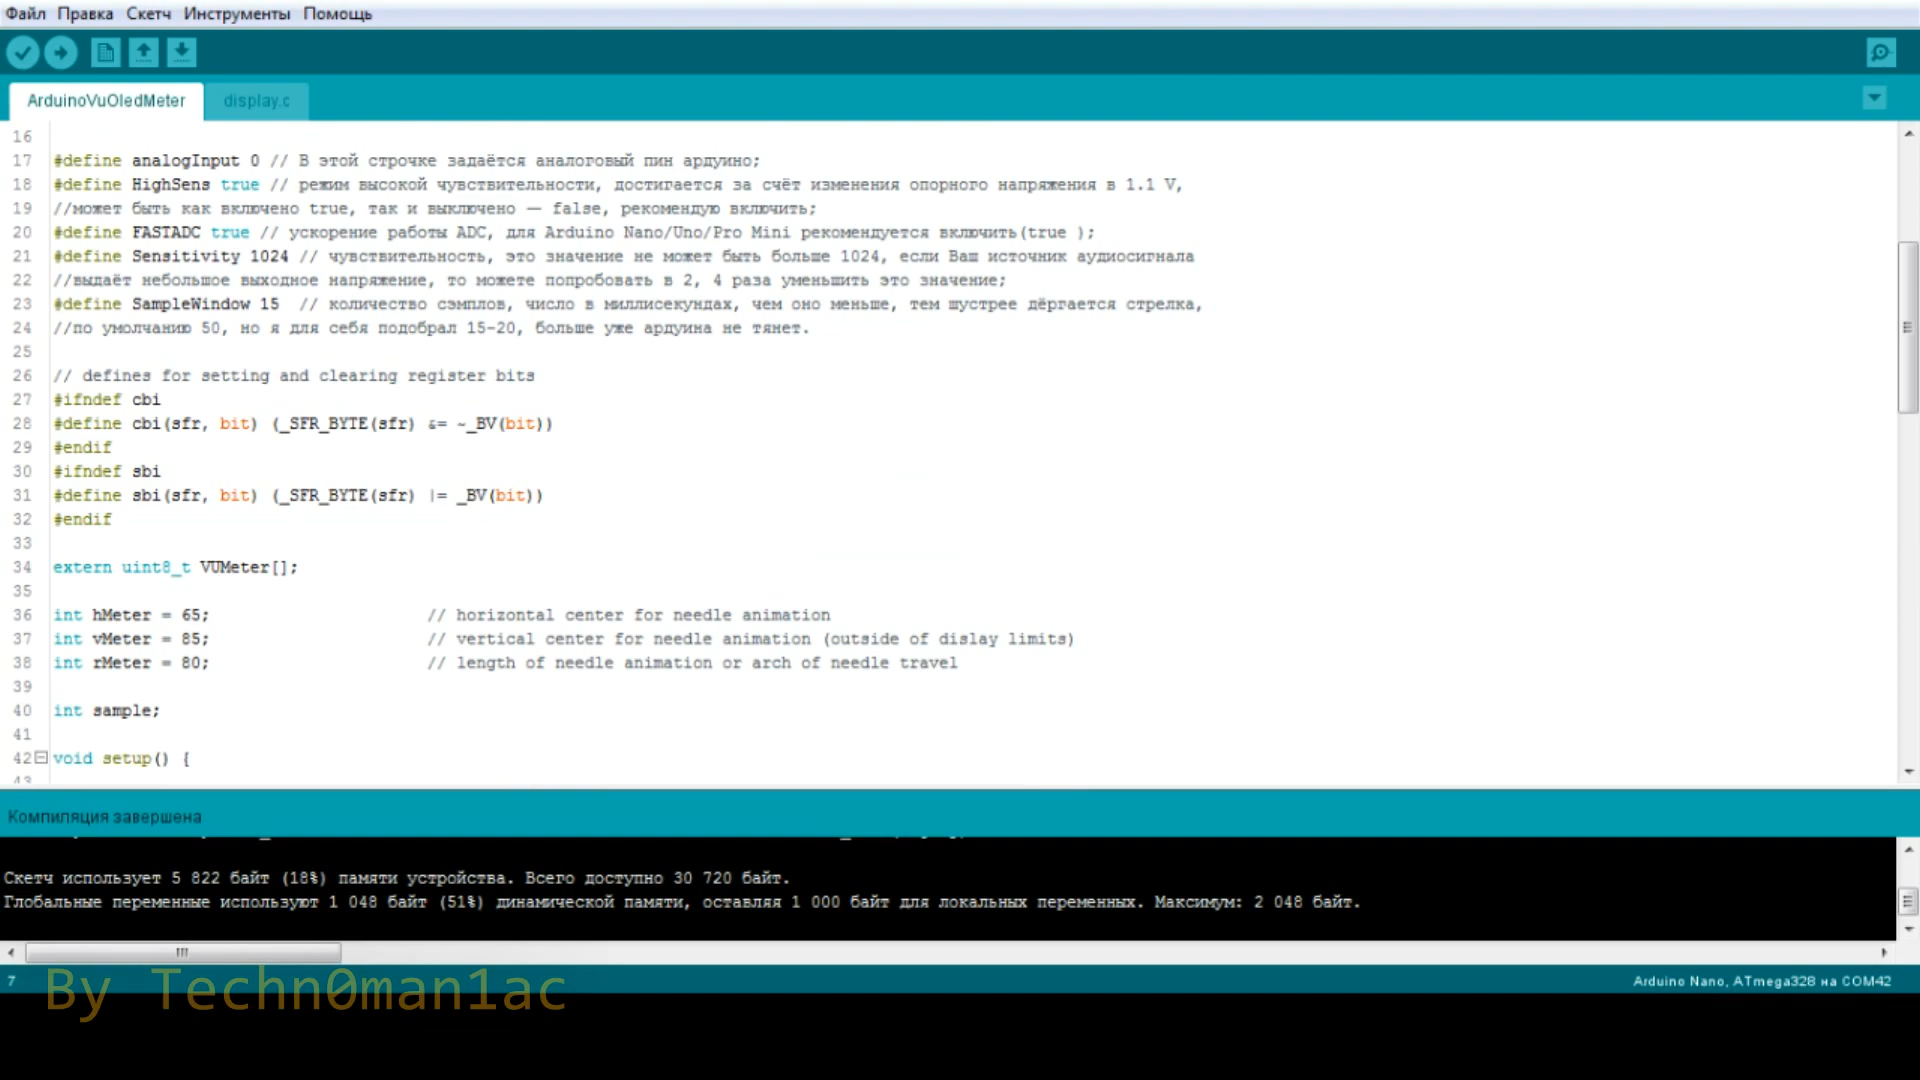 Файл Правка Скетч Инструменты Помощь
ArduinoVuOledMeter display.c
16
17 #define analogInput 0 // В этой строчке задаётся аналоговый пин ардуино;
18 #define HighSens true // режим высокой чувствительности, достигается за счёт изменения опорного напряжения в 1.1 V,
19 //может быть как включено true, так и выключено — false, рекомендую включить;
20 #define FASTADC true // ускорение работы ADC, для Arduino Nano/Uno/Pro Mini рекомендуется включить(true );
21 #define Sensitivity 1024 // чувствительность, это значение не может быть больше 1024, если Ваш источник аудиосигнала
22 //выдаёт небольшое выходное напряжение, то можете попробовать в 2, 4 раза уменьшить это значение;
23 #define SampleWindow 15 // количество сэмплов, число в миллисекундах, чем оно меньше, тем шустрее дёргается стрелка,
24 //по умолчанию 50, но я для себя подобрал 15-20, больше уже ардуина не тянет.
25
26 // defines for setting and clearing register bits
27 #ifndef cbi
28 #define cbi(sfr, bit) (_SFR_BYTE(sfr) &= ~_BV(bit))
29 #endif
30 #ifndef sbi
31 #define sbi(sfr, bit) (_SFR_BYTE(sfr) |= _BV(bit))
32 #endif
33
34 extern uint8_t VUMeter[];
35
36 int hMeter = 65; // horizontal center for needle animation
37 int vMeter = 85; // vertical center for needle animation (outside of dislay limits)
38 int rMeter = 80; // length of needle animation or arch of needle travel
39
40 int sample;
41
42 void setup() {
43
Компиляция завершена
Скетч использует 5 822 байт (18%) памяти устройства. Всего доступно 30 720 байт.
Глобальные переменные используют 1 048 байт (51%) динамической памяти, оставляя 1 000 байт для локальных переменных. Максимум: 2 048 байт.
7 Arduino Nano, ATmega328 на COM42
By Techn0man1ac